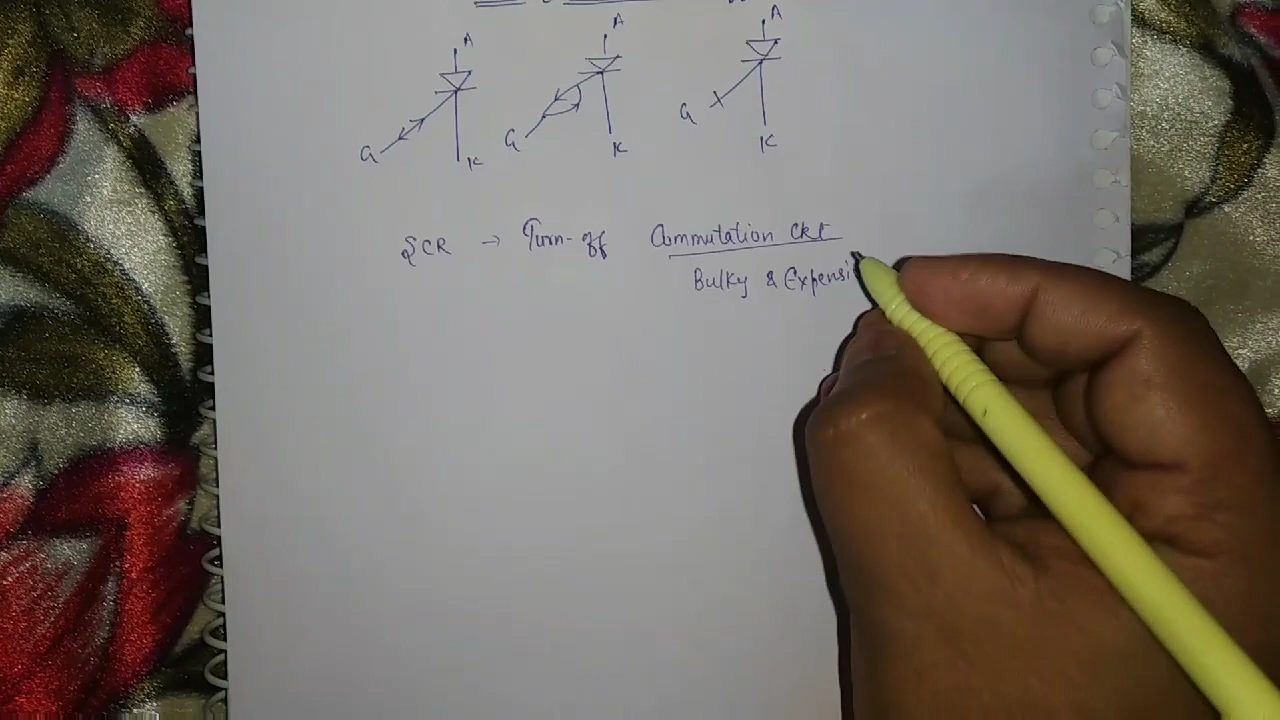 A A A
G K G K G K
SCR → Turn-off Commutation Ckt
Bulky & Expensi